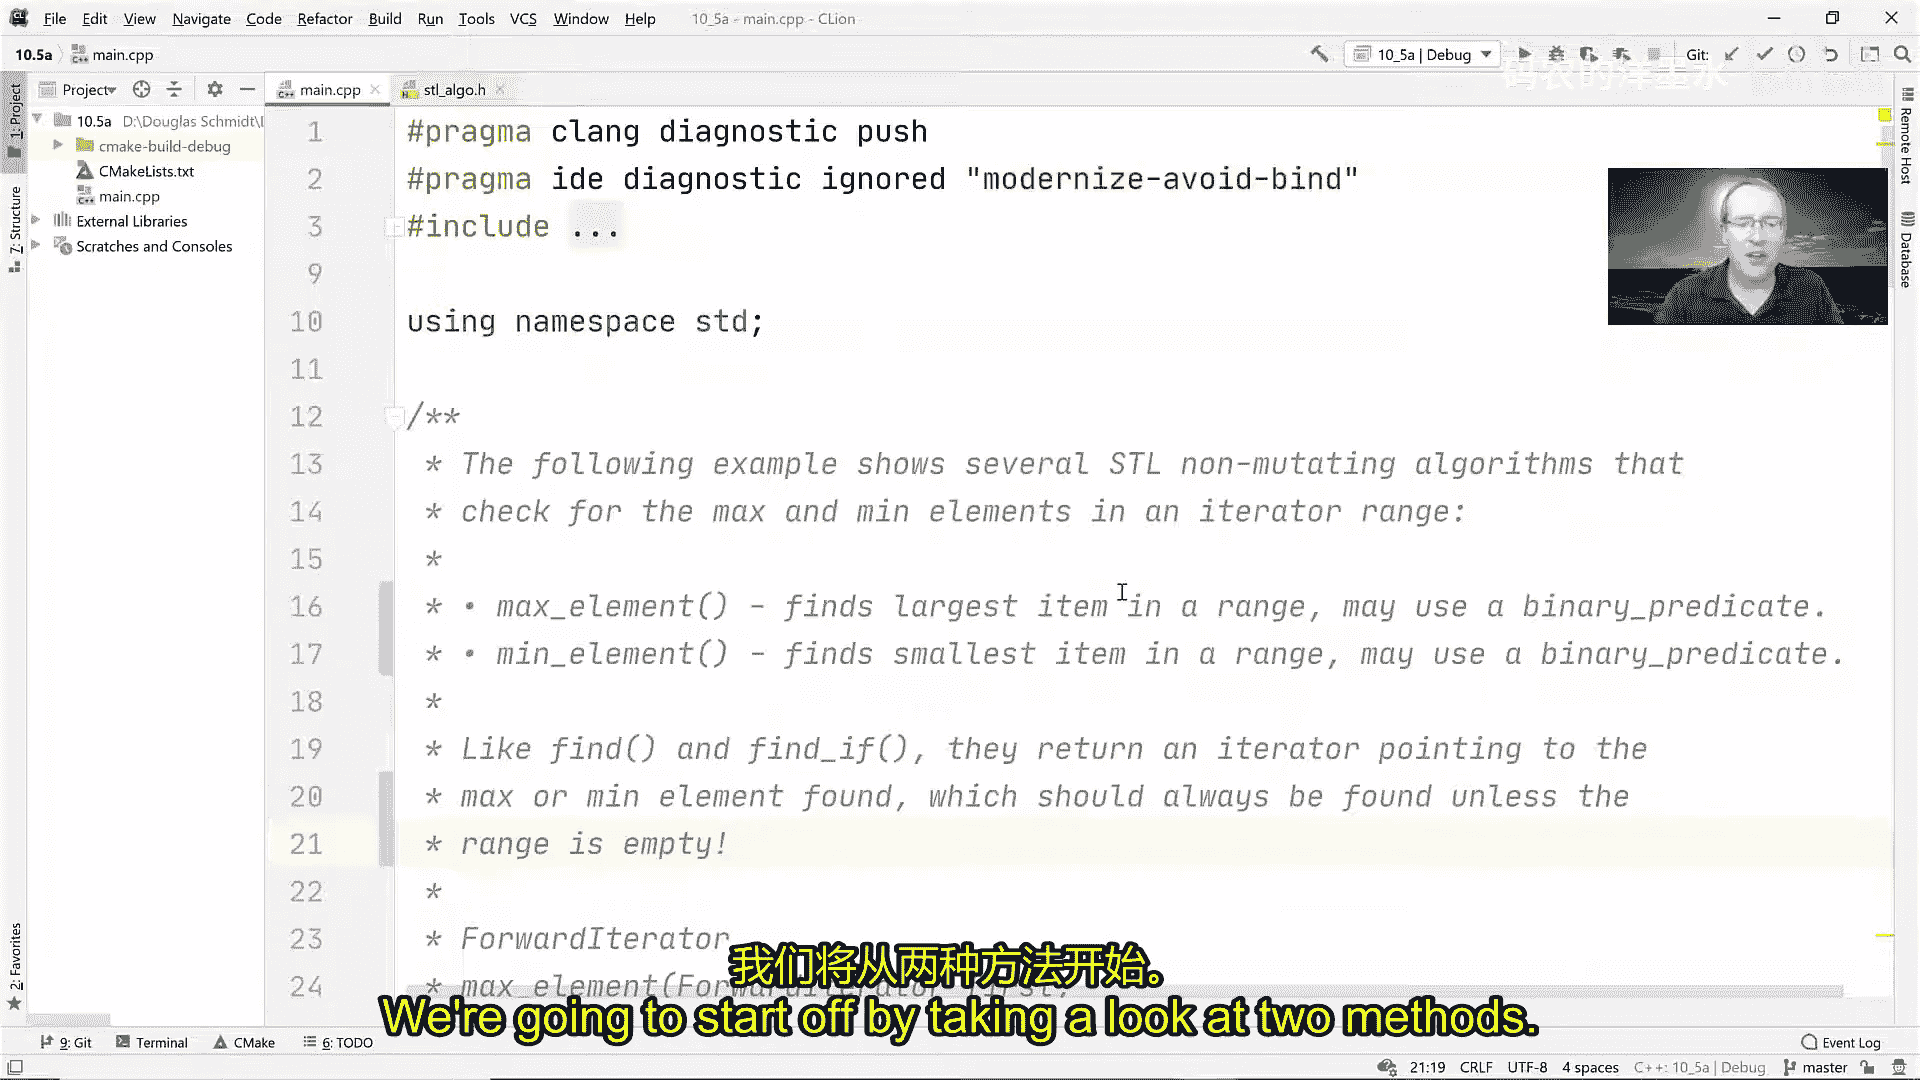 File Edit View Navigate Code Refactor Build Run Tools VCS Window Help 10_5a - main.cpp - CLion
10.5a main.cpp 10_5a | Debug Git:
码农的洋墨水
1: Project
Project
main.cpp
stl_algo.h
10.5a D:\Douglas Schmidt\
cmake-build-debug
CMakeLists.txt
main.cpp
External Libraries
Scratches and Consoles
7: Structure
2: Favorites
Remote Host
Database
1 #pragma clang diagnostic push
2 #pragma ide diagnostic ignored "modernize-avoid-bind"
3 #include ...
9
10 using namespace std;
11
12 /**
13 * The following example shows several STL non-mutating algorithms that
14 * check for the max and min elements in an iterator range:
15 *
16 * • max_element() - finds largest item in a range, may use a binary_predicate.
17 * • min_element() - finds smallest item in a range, may use a binary_predicate.
18 *
19 * Like find() and find_if(), they return an iterator pointing to the
20 * max or min element found, which should always be found unless the
21 * range is empty!
22 *
23 * ForwardIterator
24 * max_element(ForwardIterator first,
我们将从两种方法开始。
We're going to start off by taking a look at two methods.
9: Git Terminal CMake 6: TODO Event Log
21:19 CRLF UTF-8 4 spaces C++: 10_5a | Debug master